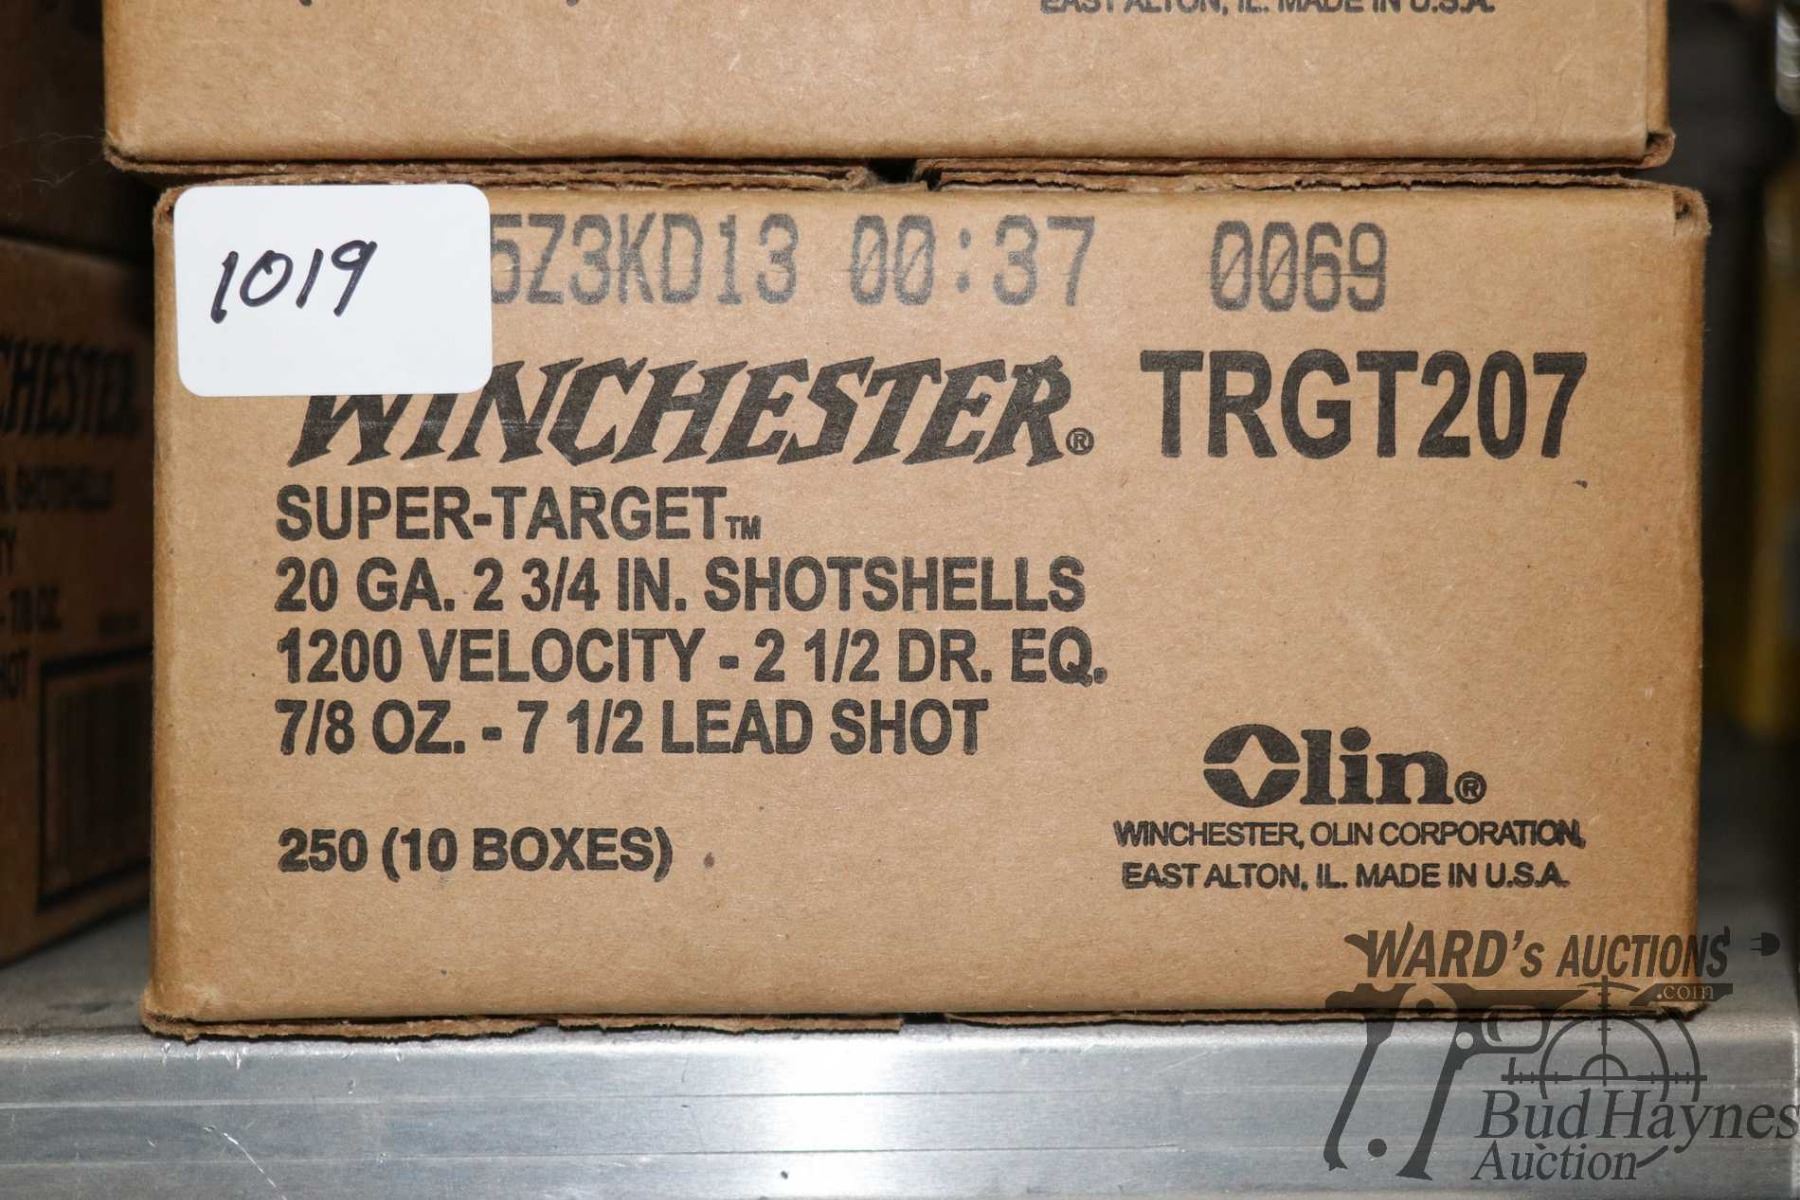 EAST ALTON, IL. MADE IN U.S.A.
1019
5Z3KD13 00:37 0069
WINCHESTER® TRGT207
SUPER-TARGET™
20 GA. 2 3/4 IN. SHOTSHELLS
1200 VELOCITY - 2 1/2 DR. EQ.
7/8 OZ. - 7 1/2 LEAD SHOT
250 (10 BOXES)
Olin®
WINCHESTER, OLIN CORPORATION,
EAST ALTON, IL. MADE IN U.S.A.
CHESTER
SHOTSHELLS
WARD's AUCTIONS
.com
Bud Haynes
Auction